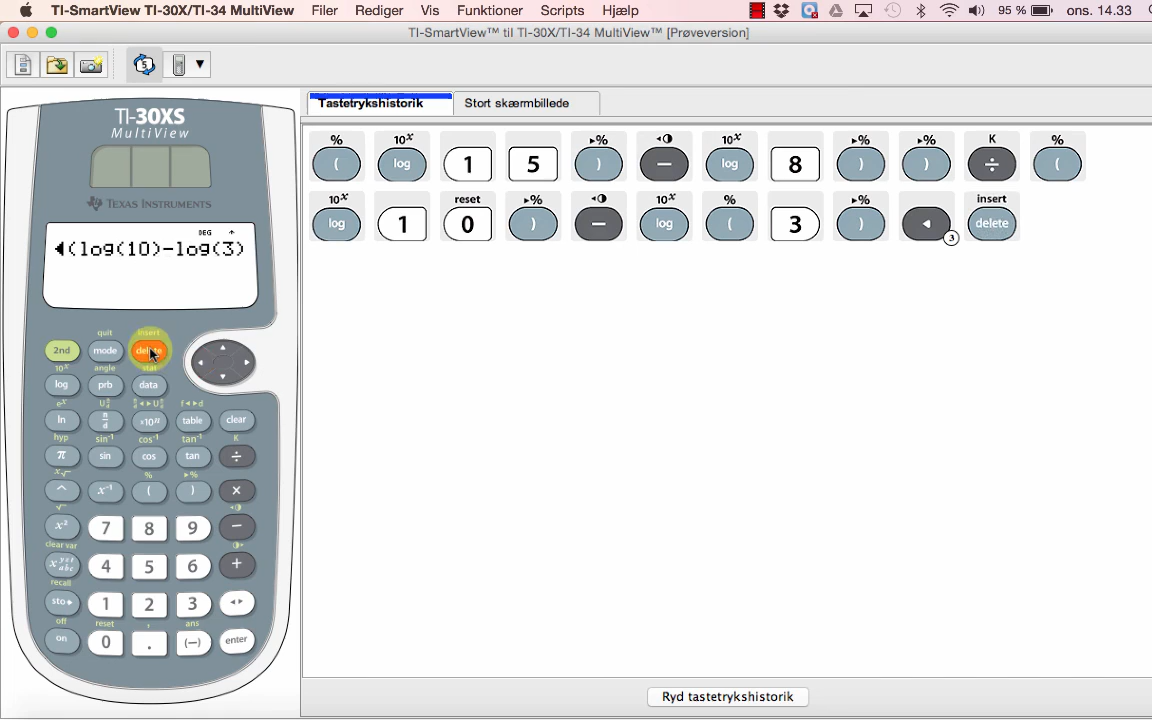 TI-SmartView TI-30X/TI-34 MultiView Filer Rediger Vis Funktioner Scripts Hjælp 95 % ons. 14.33
TI-SmartView™ til TI-30X/TI-34 MultiView™ [Prøveversion]
5
Tastetrykshistorik Stort skærmbillede
TI-30XS
MultiView
TEXAS INSTRUMENTS
DEG
(log(10)-log(3)
quit insert
2nd mode delete
10ˣ angle stat
log prb data
eˣ U n/d n/d ◂▸ U n/d f◂▸d
ln n/d ×10ⁿ table clear
hyp sin⁻¹ cos⁻¹ tan⁻¹ K
π sin cos tan ÷
ˣ√ % ▸%
^ x⁻¹ ( ) ×
√ ◂◑
x² 7 8 9 −
clear var ◑▸
x yzt abc 4 5 6 +
recall
sto▸ 1 2 3 ◂▸
off reset , ans
on 0 . (−) enter
% 10ˣ ▸% ◂◑ 10ˣ ▸% ▸% K %
( log 1 5 ) − log 8 ) ) ÷ (
10ˣ reset ▸% ◂◑ 10ˣ % ▸% insert
log 1 0 ) − log ( 3 ) ◂ 3 delete
Ryd tastetrykshistorik